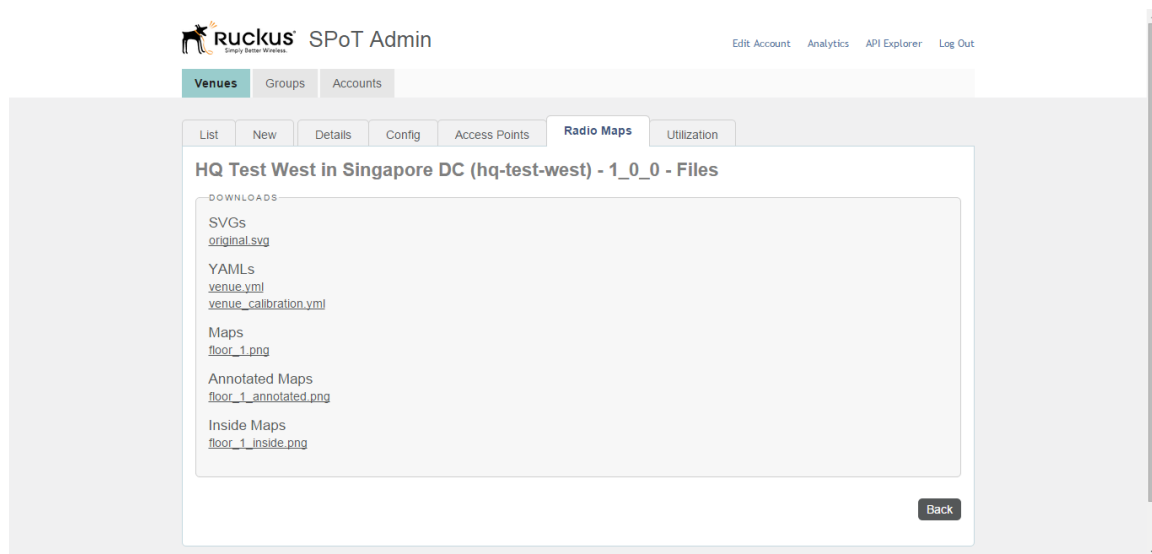 Ruckus SPoT Admin
Simply Better Wireless.
Edit Account Analytics API Explorer Log Out
Venues Groups Accounts
List New Details Config Access Points Radio Maps Utilization
HQ Test West in Singapore DC (hq-test-west) - 1_0_0 - Files
DOWNLOADS
SVGs
original.svg
YAMLs
venue.yml
venue_calibration.yml
Maps
floor_1.png
Annotated Maps
floor_1_annotated.png
Inside Maps
floor_1_inside.png
Back